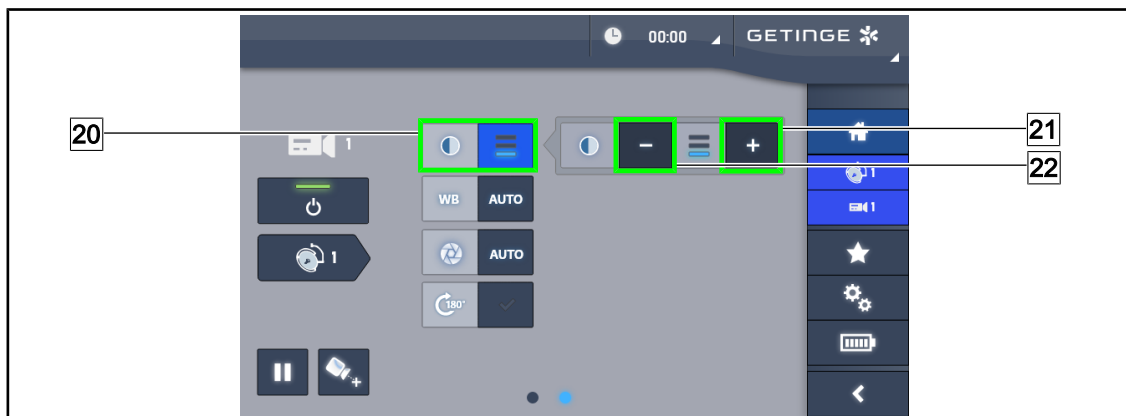 00:00 GETINGE
20 1 − + 21
1 22
WB AUTO 1
1 AUTO
180°
+